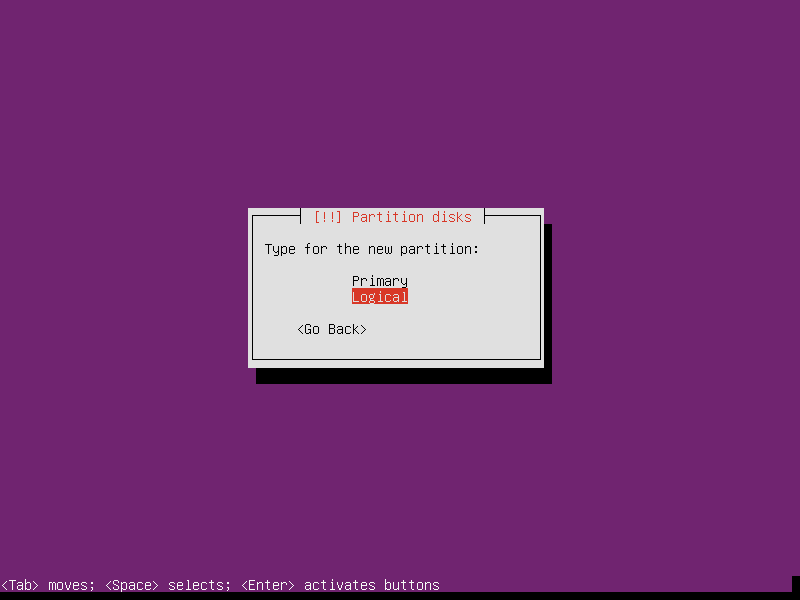 [!!] Partition disks
Type for the new partition:
Primary
Logical
<Go Back>
<Tab> moves; <Space> selects; <Enter> activates buttons